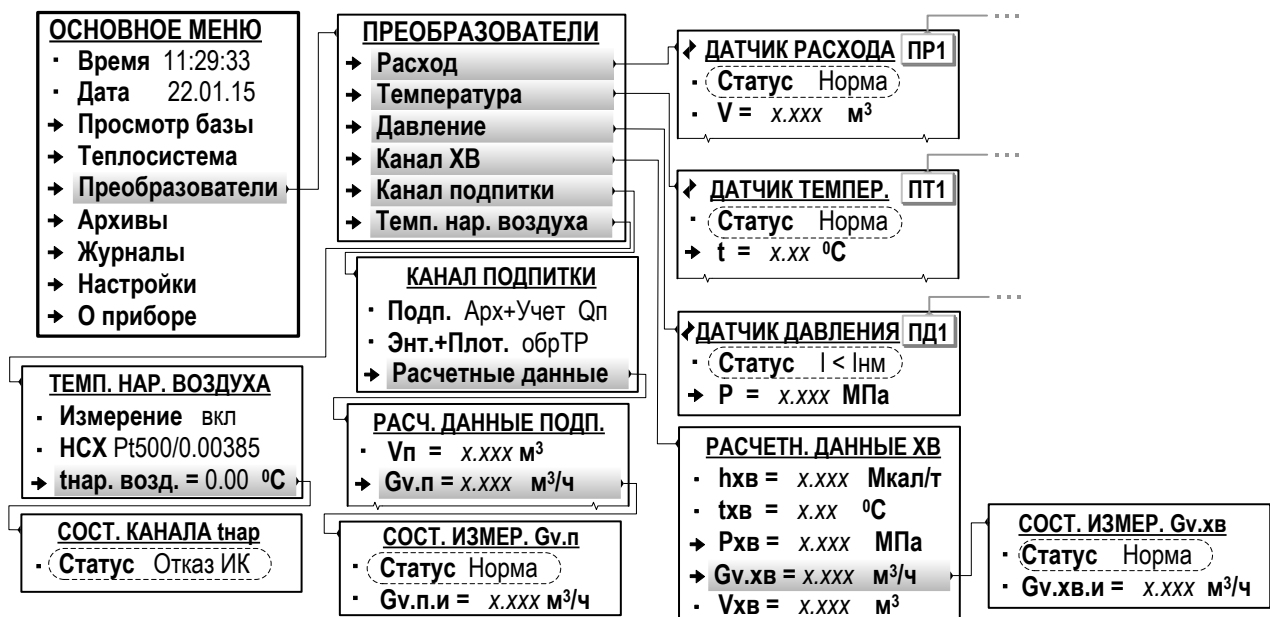 ОСНОВНОЕ МЕНЮ
Время 11:29:33
Дата 22.01.15
Просмотр базы
Теплосистема
Преобразователи
Архивы
Журналы
Настройки
О приборе
ПРЕОБРАЗОВАТЕЛИ
Расход
Температура
Давление
Канал ХВ
Канал подпитки
Темп. нар. воздуха
ДАТЧИК РАСХОДА ПР1
Статус Норма
V = x.xxx м³
ДАТЧИК ТЕМПЕР. ПТ1
Статус Норма
t = x.xx ⁰С
ДАТЧИК ДАВЛЕНИЯ ПД1
Статус I < Iнм
P = x.xxx МПа
КАНАЛ ПОДПИТКИ
Подп. Арх+Учет Qп
Энт.+Плот. обрТР
Расчетные данные
ТЕМП. НАР. ВОЗДУХА
Измерение вкл
НСХ Pt500/0.00385
tнар. возд. = 0.00 ⁰С
СОСТ. КАНАЛА tнар
Статус Отказ ИК
РАСЧ. ДАННЫЕ ПОДП.
Vп = x.xxx м³
Gv.п = x.xxx м³/ч
СОСТ. ИЗМЕР. Gv.п
Статус Норма
Gv.п.и = x.xxx м³/ч
РАСЧЕТН. ДАННЫЕ ХВ
hхв = x.xxx Мкал/т
tхв = x.xx ⁰С
Pхв = x.xxx МПа
Gv.хв = x.xxx м³/ч
Vхв = x.xxx м³
СОСТ. ИЗМЕР. Gv.хв
Статус Норма
Gv.хв.и = x.xxx м³/ч